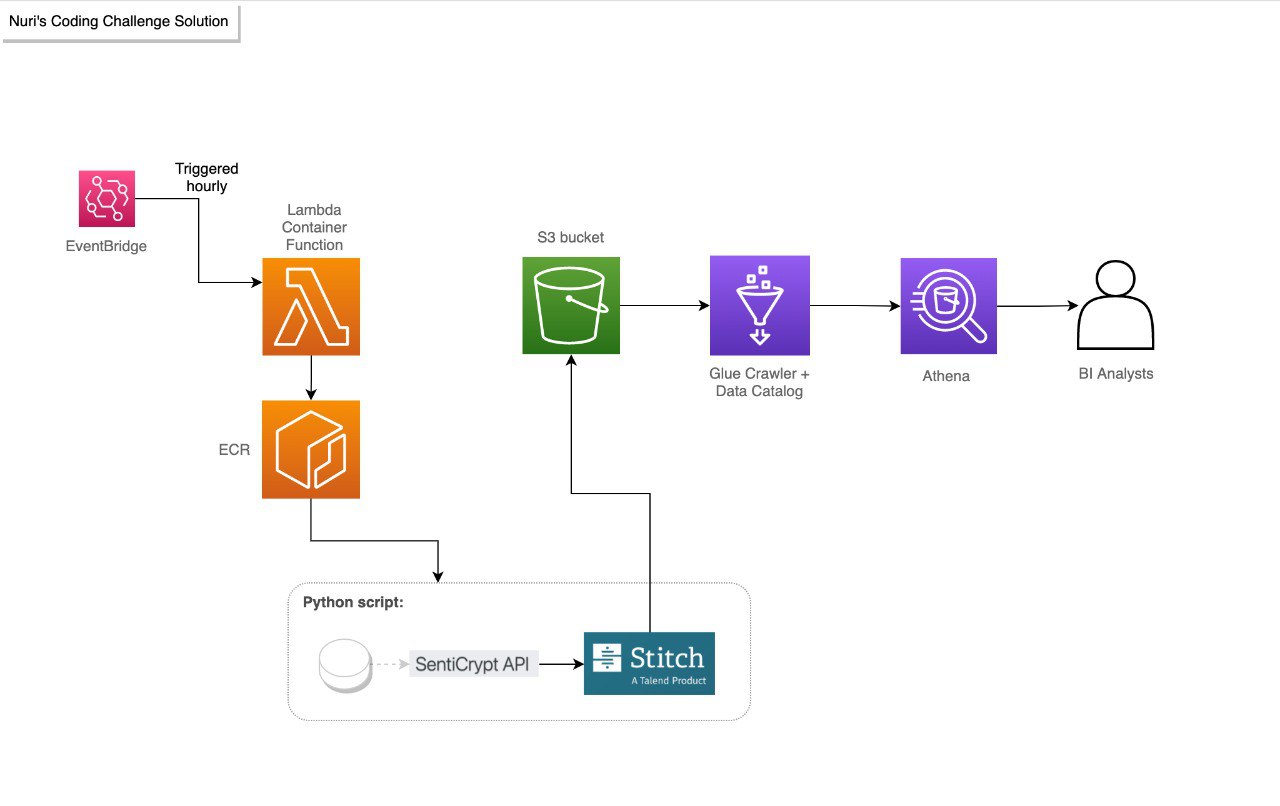 Nuri's Coding Challenge Solution
Triggered
hourly
EventBridge
Lambda
Container
Function
ECR
S3 bucket
Glue Crawler +
Data Catalog
Athena
BI Analysts
Python script:
SentiCrypt API
Stitch
A Talend Product